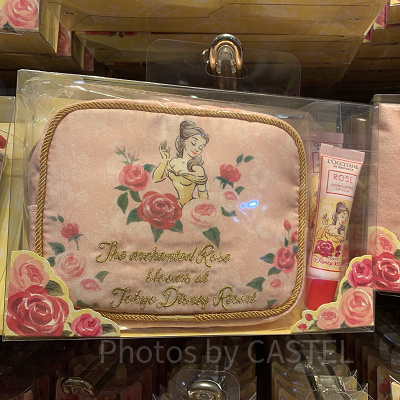 The enchanted Rose
blooms at
Tokyo Disney Resort
L'OCCITANE
ROSE
Photos by CASTEL